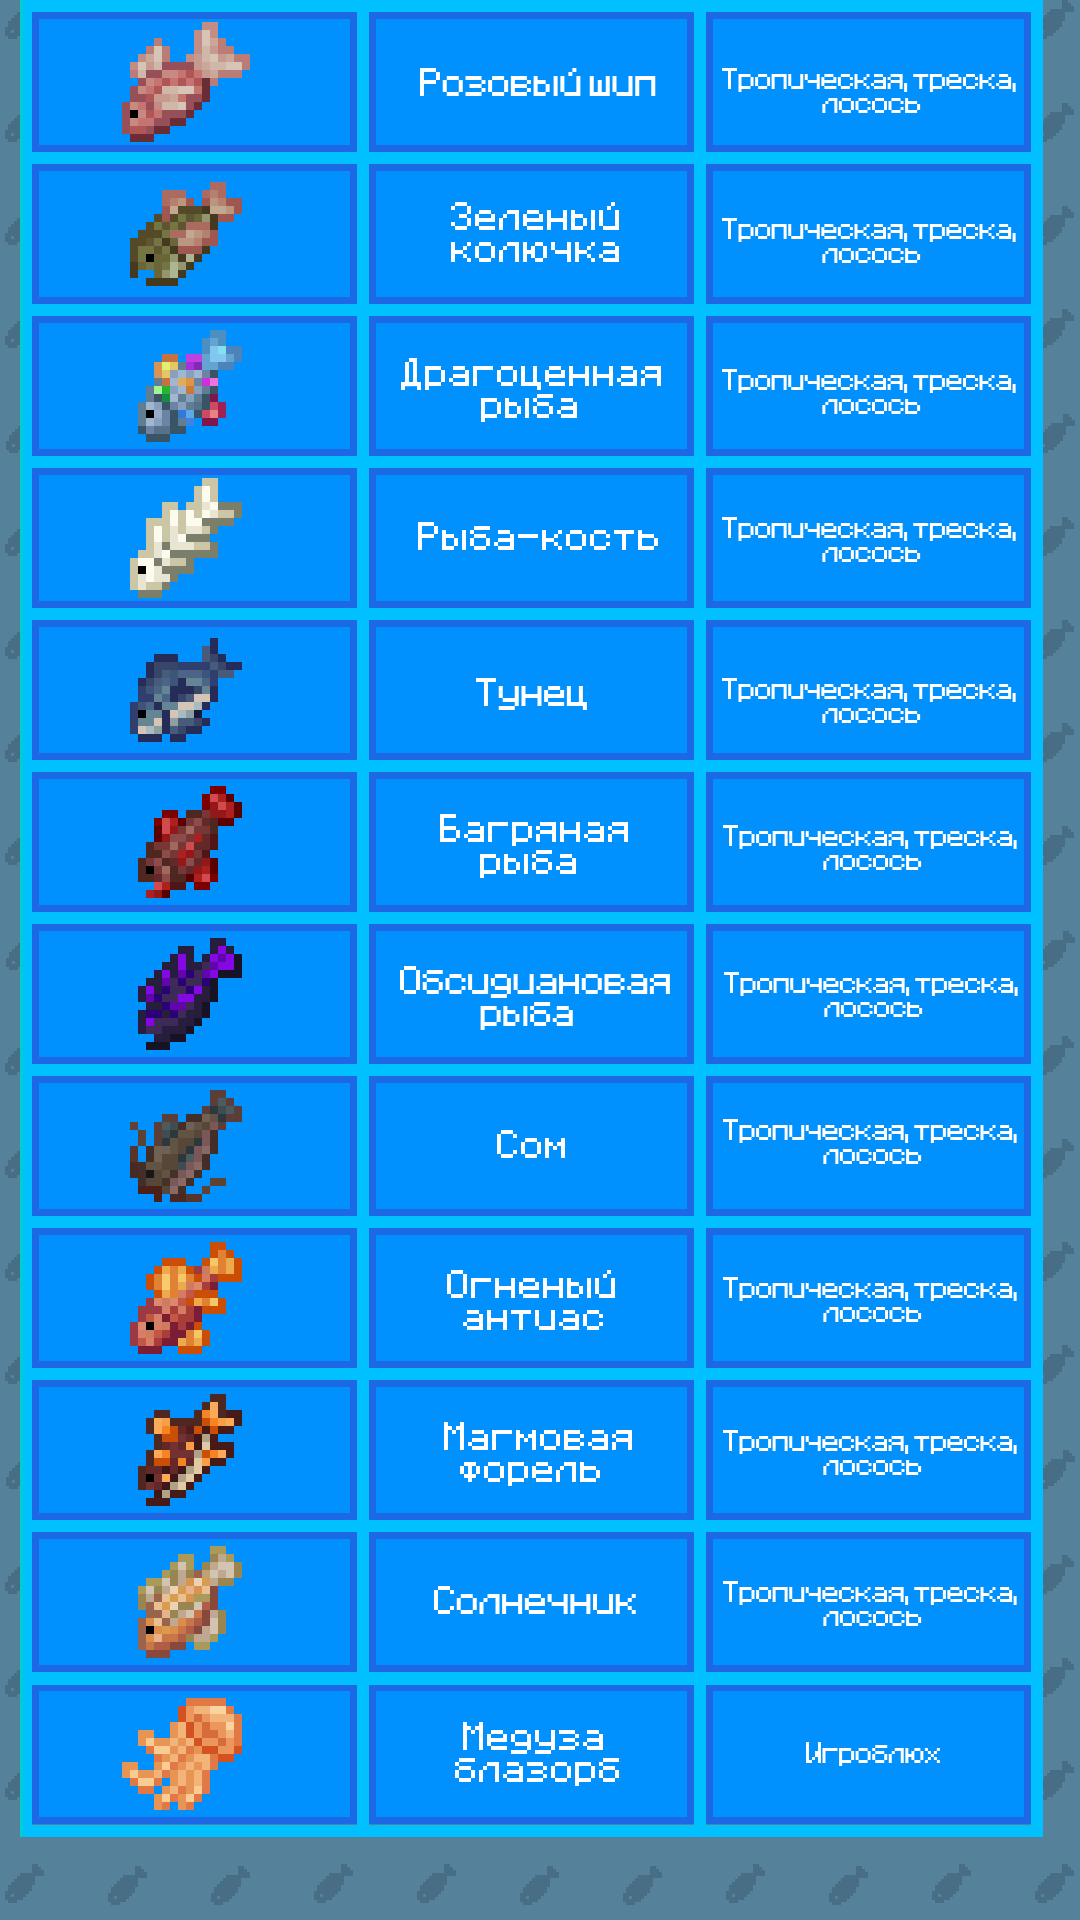 Розовый шип
Тропическая, треска,
лосось
Зеленый
колючка
Тропическая, треска,
лосось
Драгоценная
рыба
Тропическая, треска,
лосось
Рыба-кость
Тропическая, треска,
лосось
Тунец
Тропическая, треска,
лосось
Багряная
рыба
Тропическая, треска,
лосось
Обсидиановая
рыба
Тропическая, треска,
лосось
Сом
Тропическая, треска,
лосось
Огненый
антиас
Тропическая, треска,
лосось
Магмовая
форель
Тропическая, треска,
лосось
Солнечник
Тропическая, треска,
лосось
Медуза
блазорб
Игроблюх